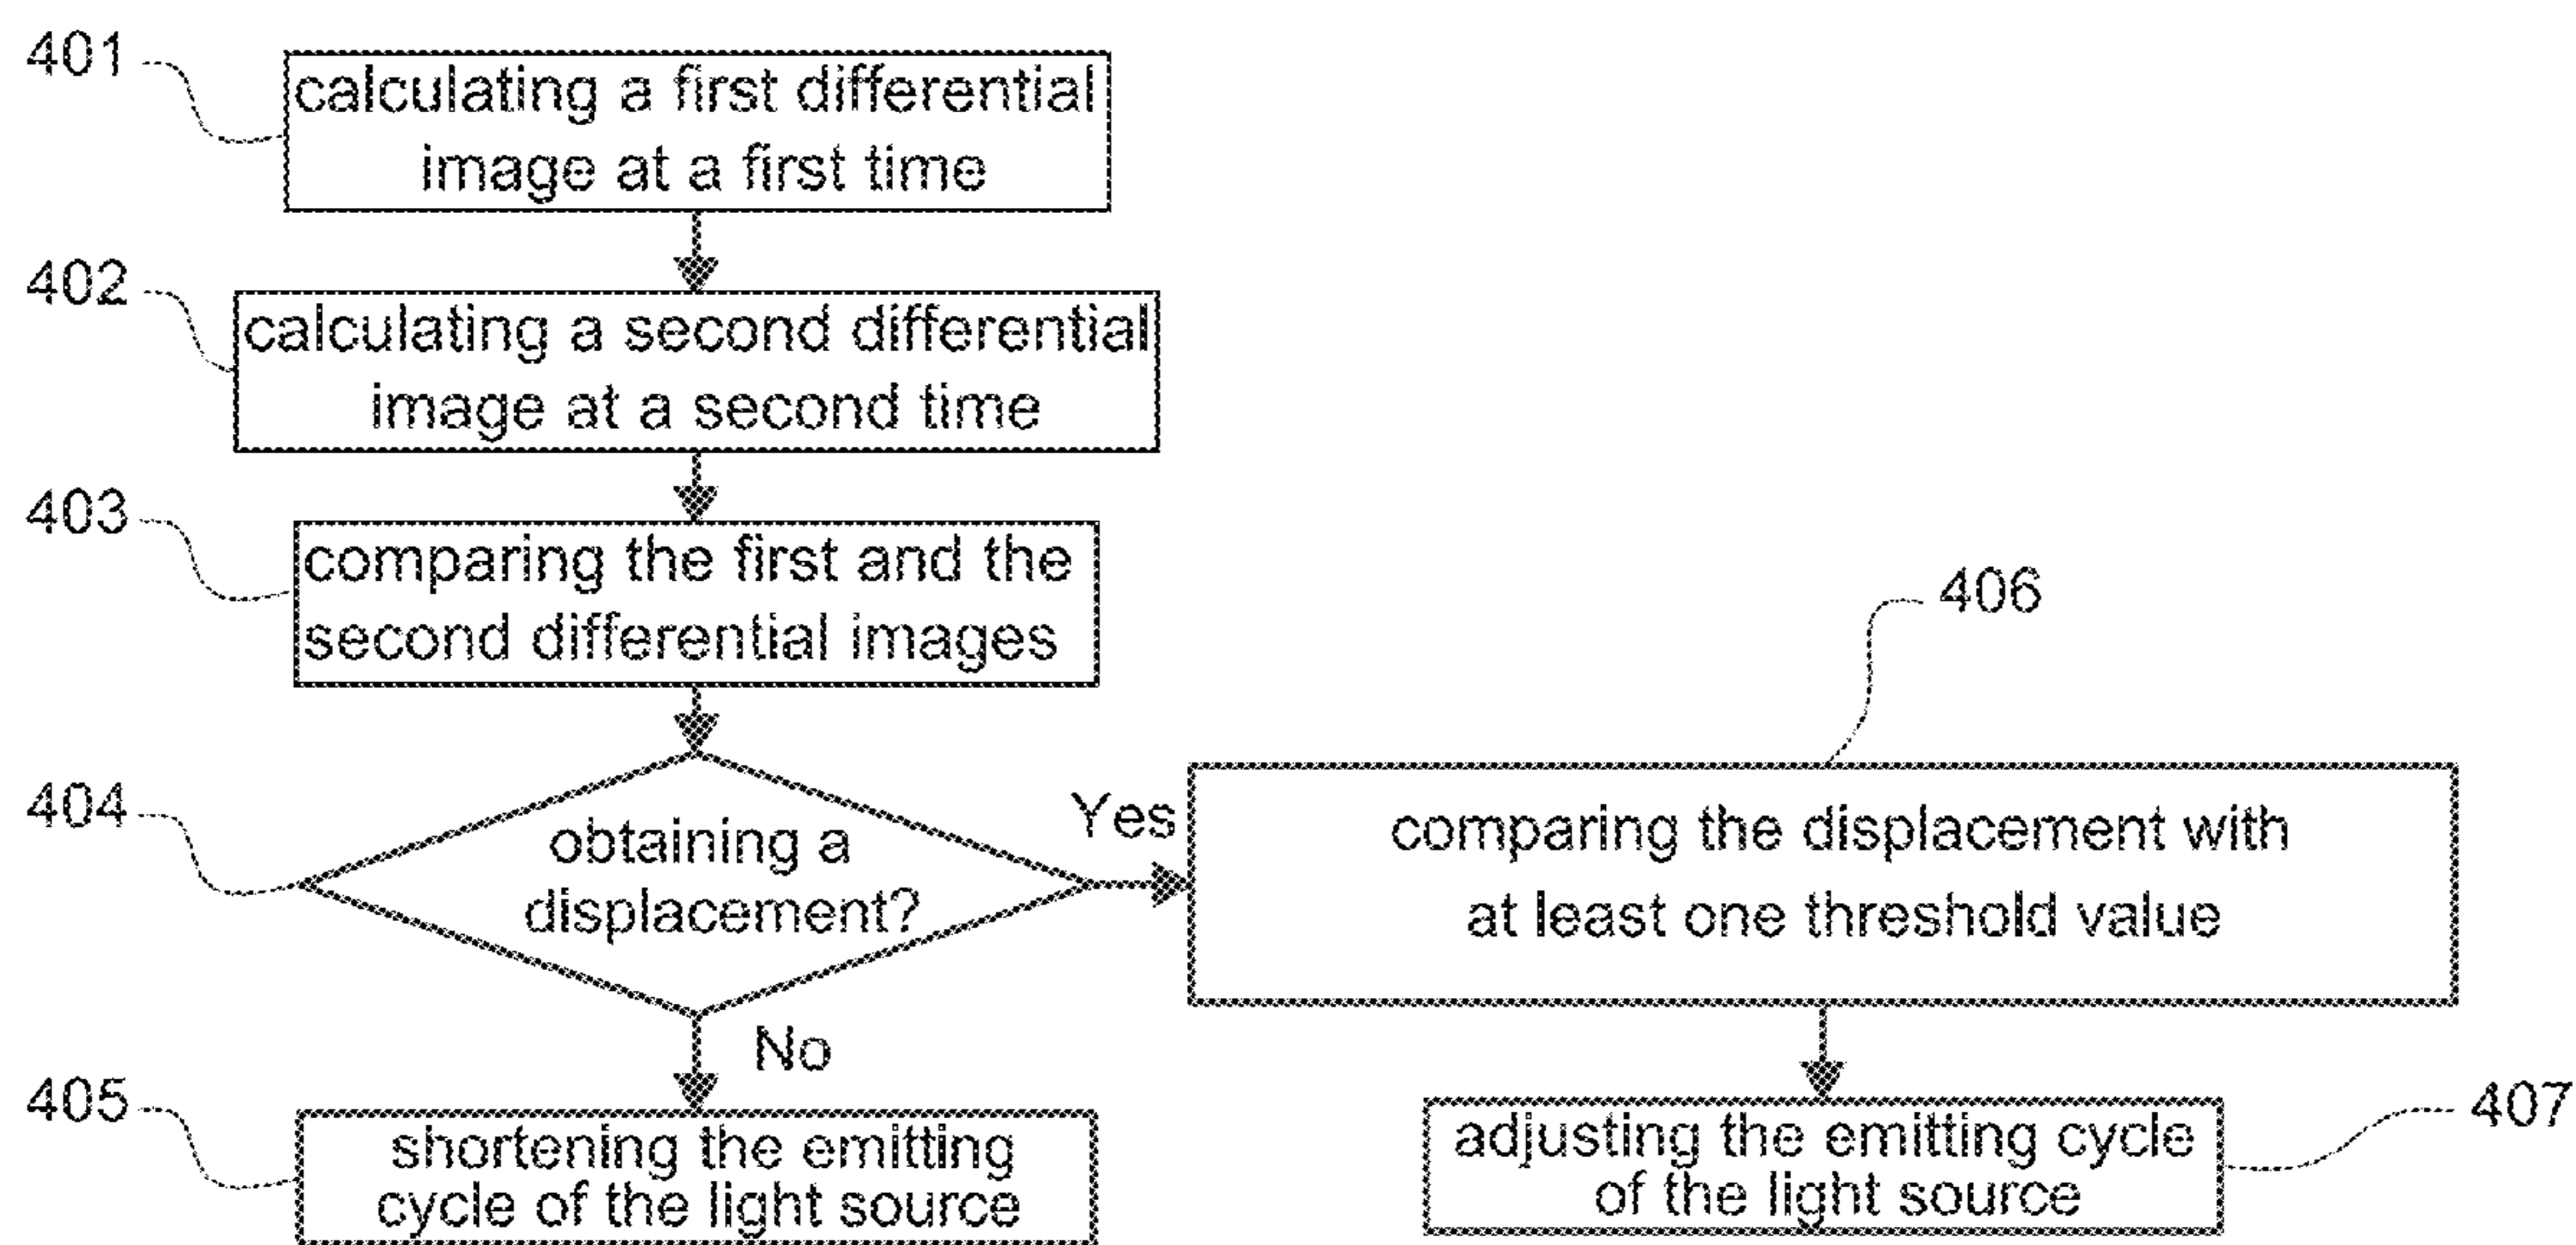 401
calculating a first differential
image at a first time
402
calculating a second differential
image at a second time
403
comparing the first and the
second differential images
404
obtaining a
displacement?
Yes
No
405
shortening the emitting
cycle of the light source
406
comparing the displacement with
at least one threshold value
adjusting the emitting cycle
of the light source
407